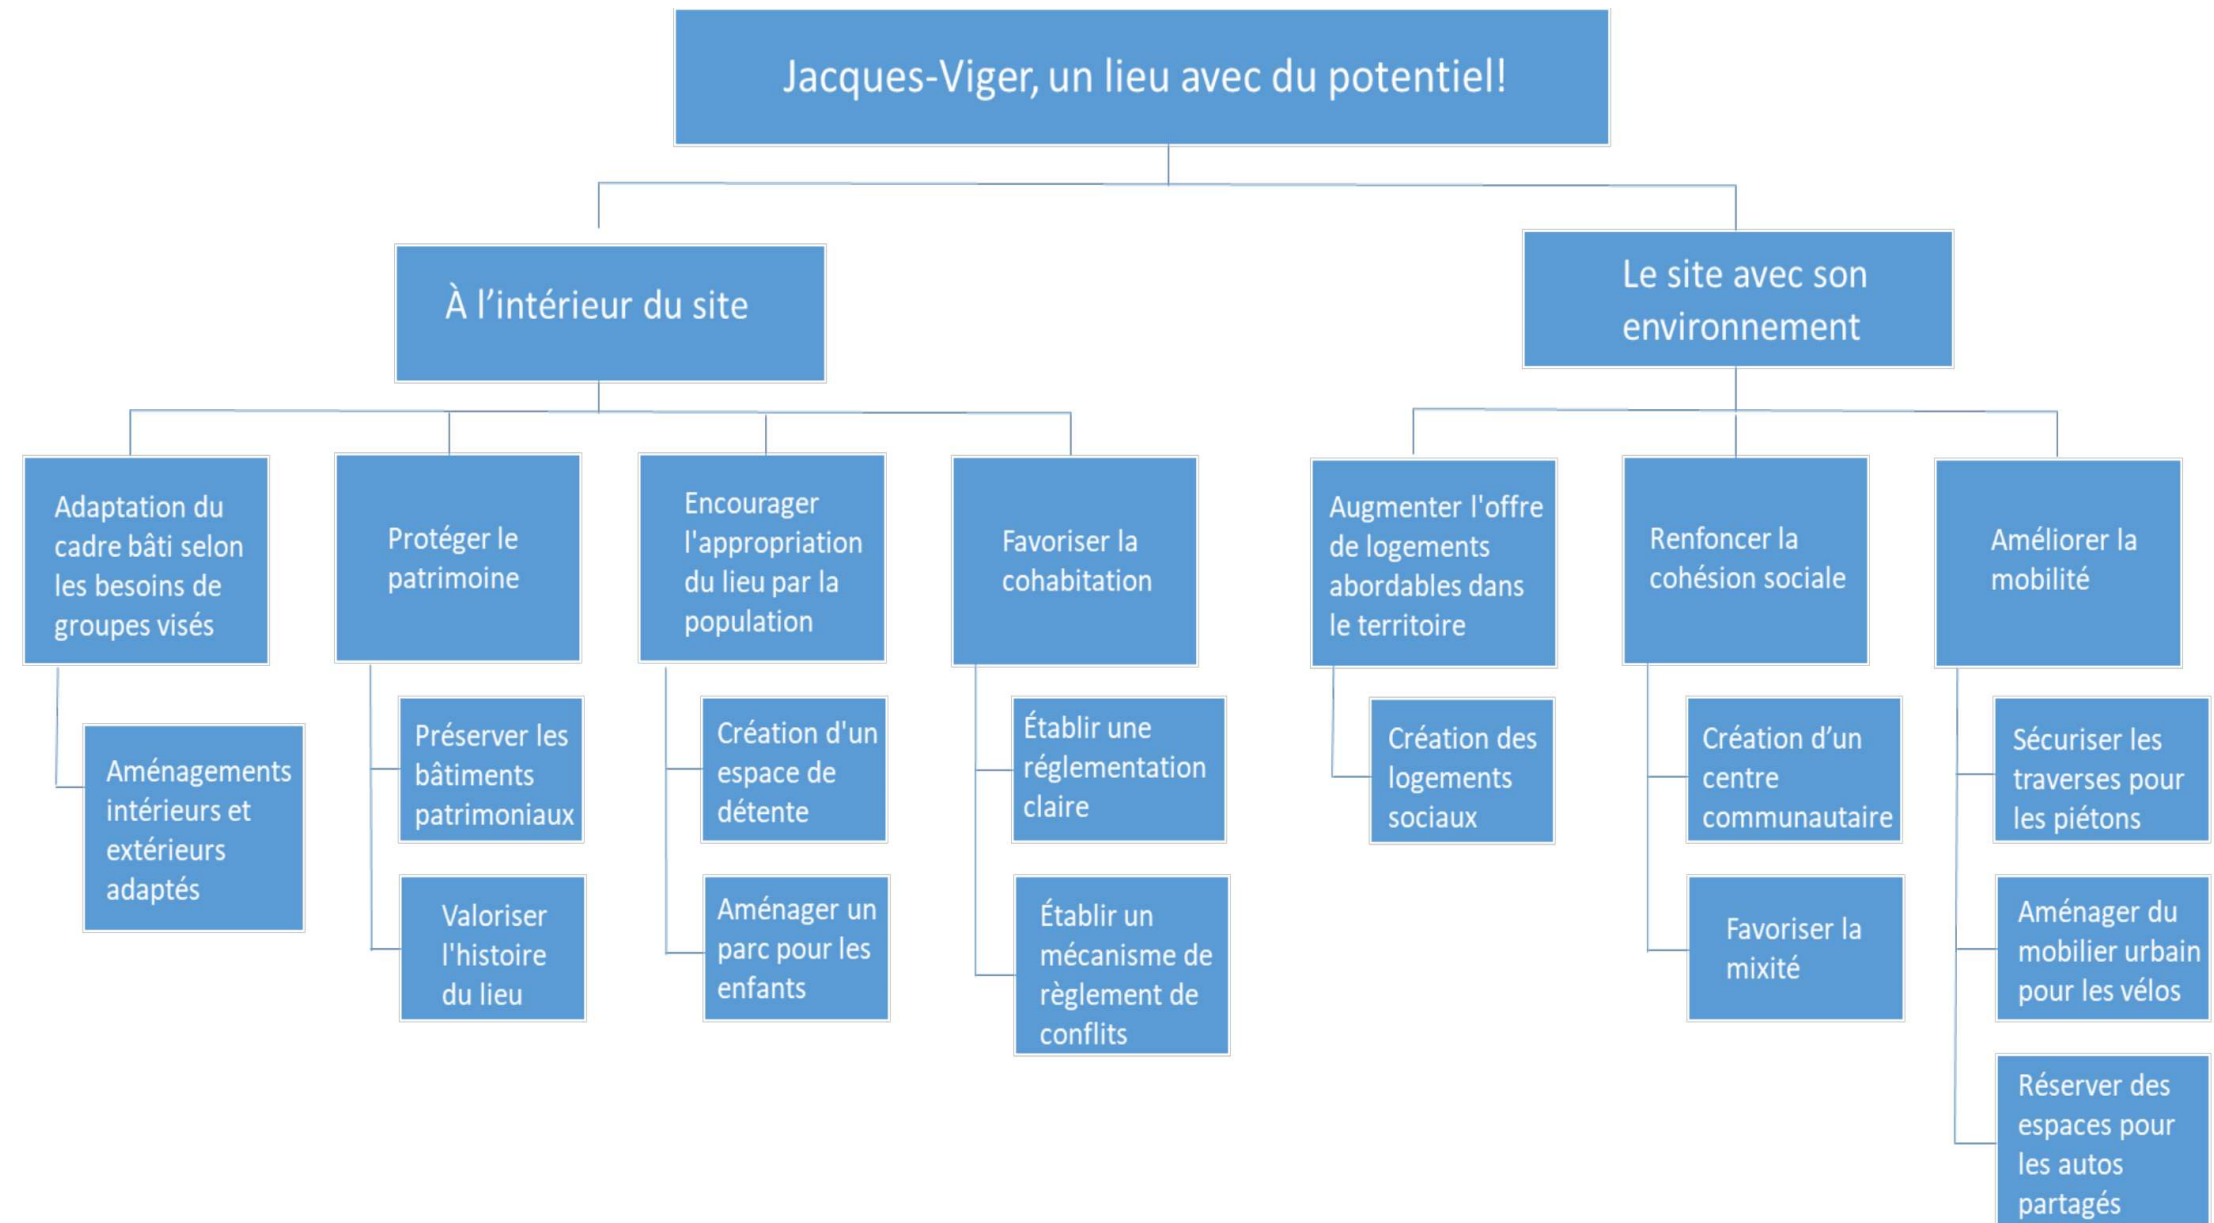 Jacques-Viger, un lieu avec du potentiel!
À l’intérieur du site
Le site avec son
environnement
Adaptation du
cadre bâti selon
les besoins de
groupes visés
Protéger le
patrimoine
Encourager
l'appropriation
du lieu par la
population
Favoriser la
cohabitation
Augmenter l'offre
de logements
abordables dans
le territoire
Renfoncer la
cohésion sociale
Améliorer la
mobilité
Aménagements
intérieurs et
extérieurs
adaptés
Préserver les
bâtiments
patrimoniaux
Valoriser
l'histoire
du lieu
Création d'un
espace de
détente
Aménager un
parc pour les
enfants
Établir une
réglementation
claire
Établir un
mécanisme de
règlement de
conflits
Création des
logements
sociaux
Création d’un
centre
communautaire
Favoriser la
mixité
Sécuriser les
traverses pour
les piétons
Aménager du
mobilier urbain
pour les vélos
Réserver des
espaces pour
les autos
partagés